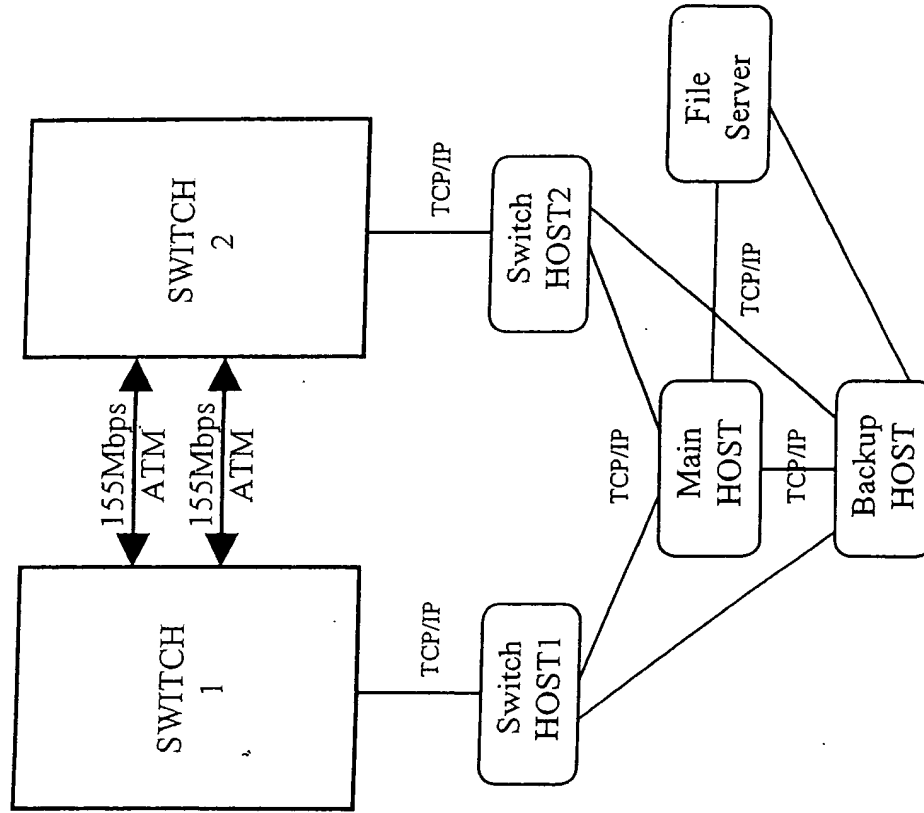 SWITCH
1
155Mbps
ATM
155Mbps
ATM
SWITCH
2
TCP/IP
TCP/IP
Switch
HOST1
Switch
HOST2
TCP/IP
Main
HOST
TCP/IP
File
Server
TCP/IP
Backup
HOST